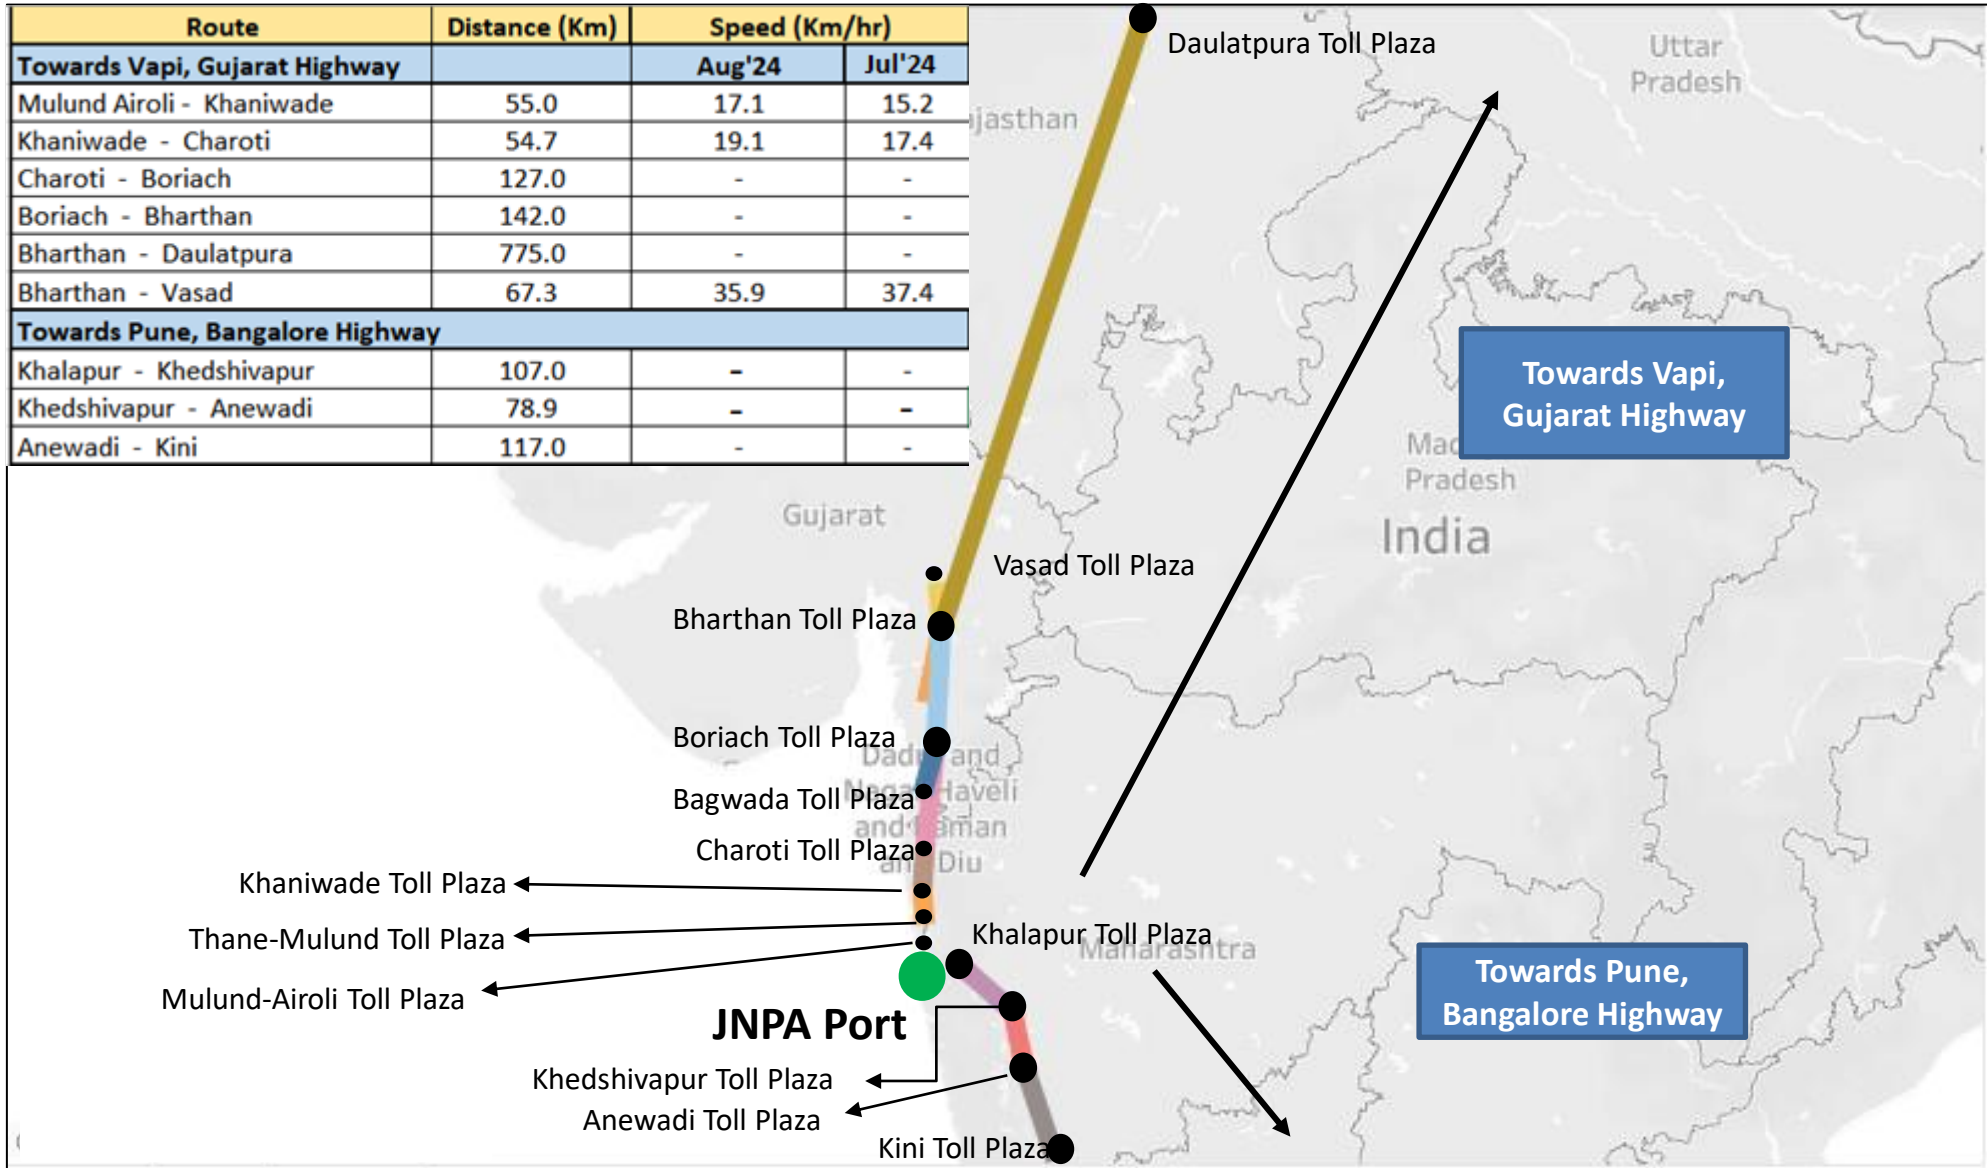 Route Distance (Km) Speed (Km/hr)
Towards Vapi, Gujarat Highway Aug'24 Jul'24
Mulund Airoli - Khaniwade 55.0 17.1 15.2
Khaniwade - Charoti 54.7 19.1 17.4
Charoti - Boriach 127.0 - -
Boriach - Bharthan 142.0 - -
Bharthan - Daulatpura 775.0 - -
Bharthan - Vasad 67.3 35.9 37.4
Towards Pune, Bangalore Highway
Khalapur - Khedshivapur 107.0 - -
Khedshivapur - Anewadi 78.9 - -
Anewadi - Kini 117.0 - -
Daulatpura Toll Plaza
Uttar
Pradesh
Towards Vapi,
Gujarat Highway
Pradesh
India
Gujarat
Vasad Toll Plaza
Bharthan Toll Plaza
Boriach Toll Plaza
Bagwada Toll Plaza
Charoti Toll Plaza
and Diu
Khaniwade Toll Plaza
Thane-Mulund Toll Plaza
Mulund-Airoli Toll Plaza
Khalapur Toll Plaza
Maharashtra
Towards Pune,
Bangalore Highway
JNPA Port
Khedshivapur Toll Plaza
Anewadi Toll Plaza
Kini Toll Plaza